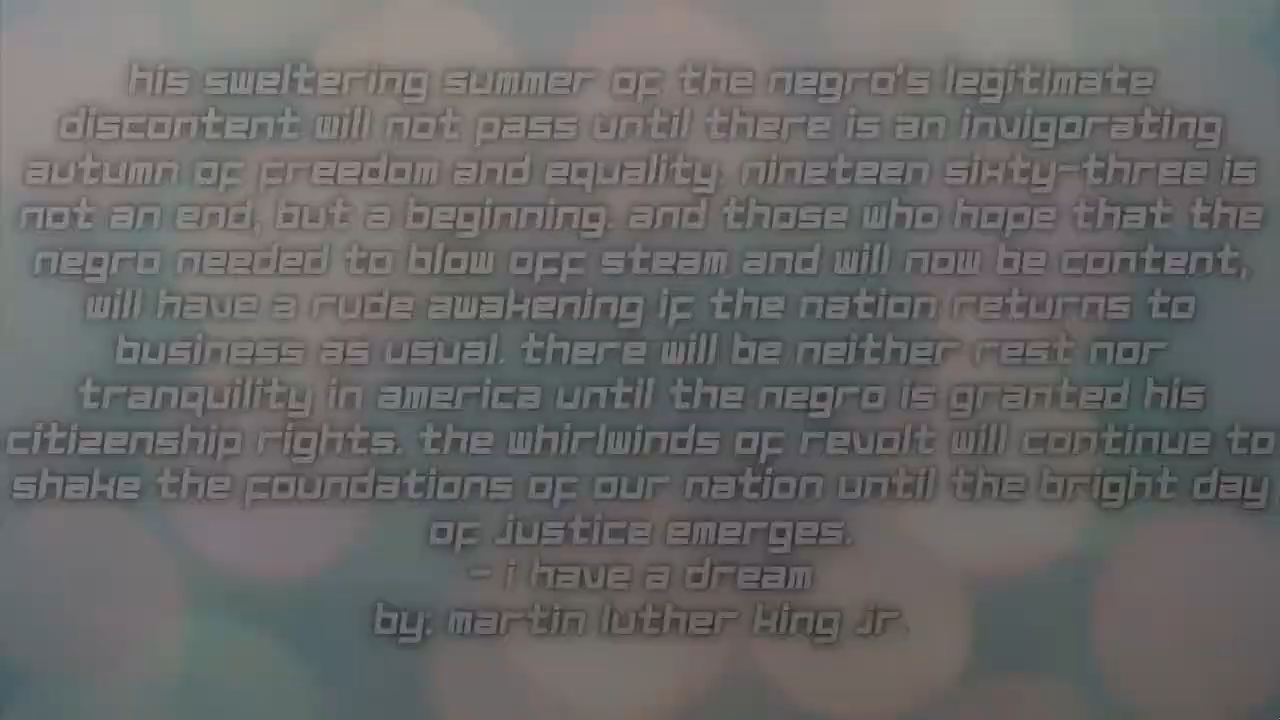 his sweltering summer of the negro's legitimate
discontent will not pass until there is an invigorating
autumn of freedom and equality. nineteen sixty-three is
not an end, but a beginning. and those who hope that the
negro needed to blow off steam and will now be content,
will have a rude awakening if the nation returns to
business as usual. there will be neither rest nor
tranquility in america until the negro is granted his
citizenship rights. the whirlwinds of revolt will continue to
shake the foundations of our nation until the bright day
of justice emerges.
- i have a dream
by: martin luther king jr.